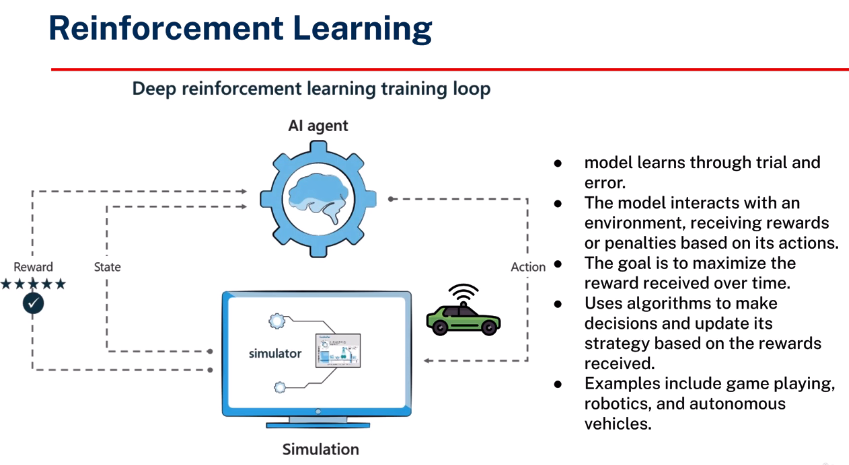 Reinforcement Learning
Deep reinforcement learning training loop
AI agent
Reward
State
Action
simulator
Simulation
● model learns through trial and
error.
● The model interacts with an
environment, receiving rewards
or penalties based on its actions.
● The goal is to maximize the
reward received over time.
● Uses algorithms to make
decisions and update its
strategy based on the rewards
received.
● Examples include game playing,
robotics, and autonomous
vehicles.